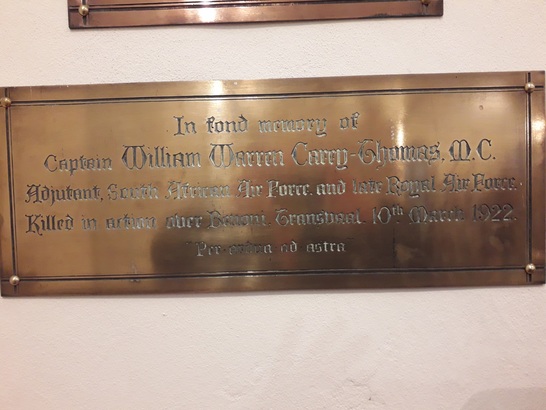 In fond memory of
Captain William Warren Carey-Thomas, M.C.
Adjutant, South African Air Force, and late Royal Air Force.
Killed in action over Benoni, Transvaal, 10th March 1922.
"Per ardua ad astra